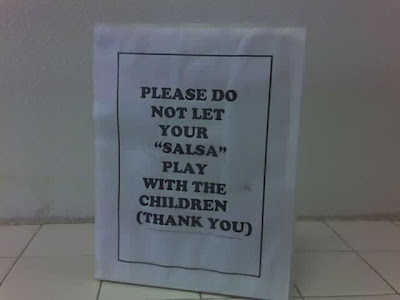 PLEASE DO
NOT LET
YOUR
“SALSA”
PLAY
WITH THE
CHILDREN
(THANK YOU)